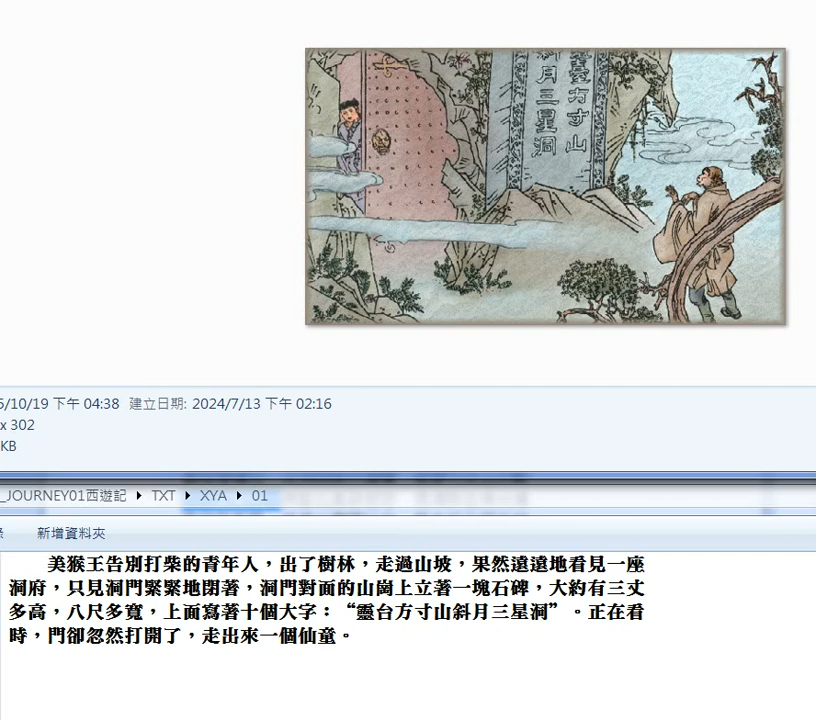 臺方寸山
斜月三星洞
5/10/19 下午 04:38 建立日期: 2024/7/13 下午 02:16
x 302
KB
_JOURNEY01西遊記 ▸ TXT ▸ XYA ▸ 01
新增資料夾
美猴王告別打柴的青年人，出了樹林，走過山坡，果然遠遠地看見一座
洞府，只見洞門緊緊地閉著，洞門對面的山崗上立著一塊石碑，大約有三丈
多高，八尺多寬，上面寫著十個大字：“靈台方寸山斜月三星洞”。正在看
時，門卻忽然打開了，走出來一個仙童。